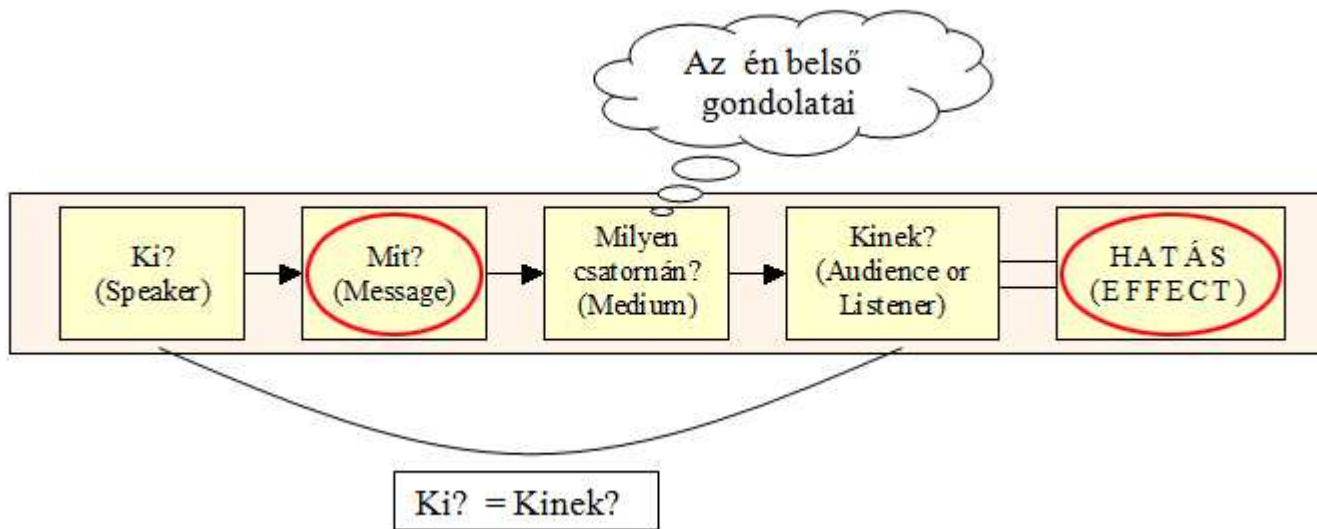 Az én belső
gondolatai
Ki?
(Speaker)
Mit?
(Message)
Milyen
csatornán?
(Medium)
Kinek?
(Audience or
Listener)
HATÁS
(EFFECT)
Ki? = Kinek?